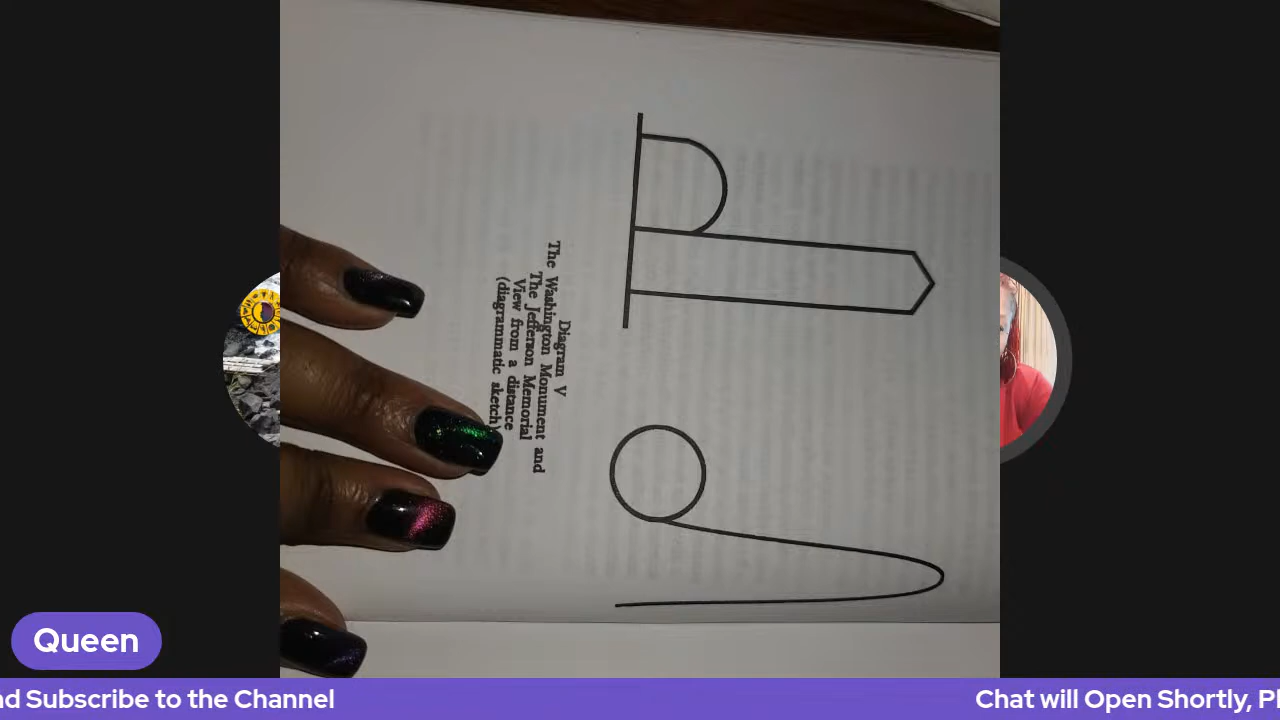 Diagram V
The Washington Monument and
The Jefferson Memorial
View from a distance
(diagrammatic sketch)
Queen
nd Subscribe to the Channel
Chat will Open Shortly, Pl